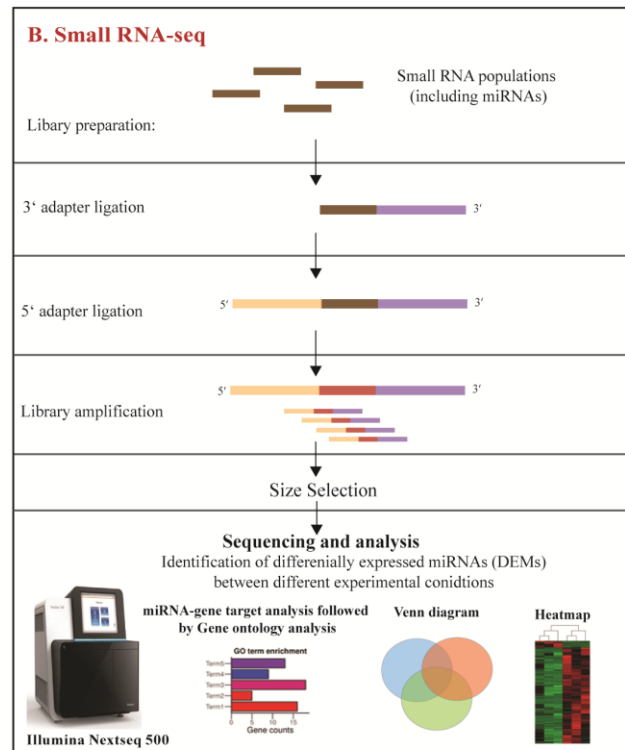 B. Small RNA-seq
Small RNA populations
(including miRNAs)
Libary preparation:
3‘ adapter ligation
3′
5‘ adapter ligation
5′
3′
Library amplification
5′
3′
Size Selection
Sequencing and analysis
Identification of differenially expressed miRNAs (DEMs)
between different experimental conidtions
miRNA-gene target analysis followed
by Gene ontology analysis
Venn diagram
Heatmap
GO term enrichment
Term5
Term4
Term3
Term2
Term1
0 5 10 15
Gene counts
Illumina Nextseq 500